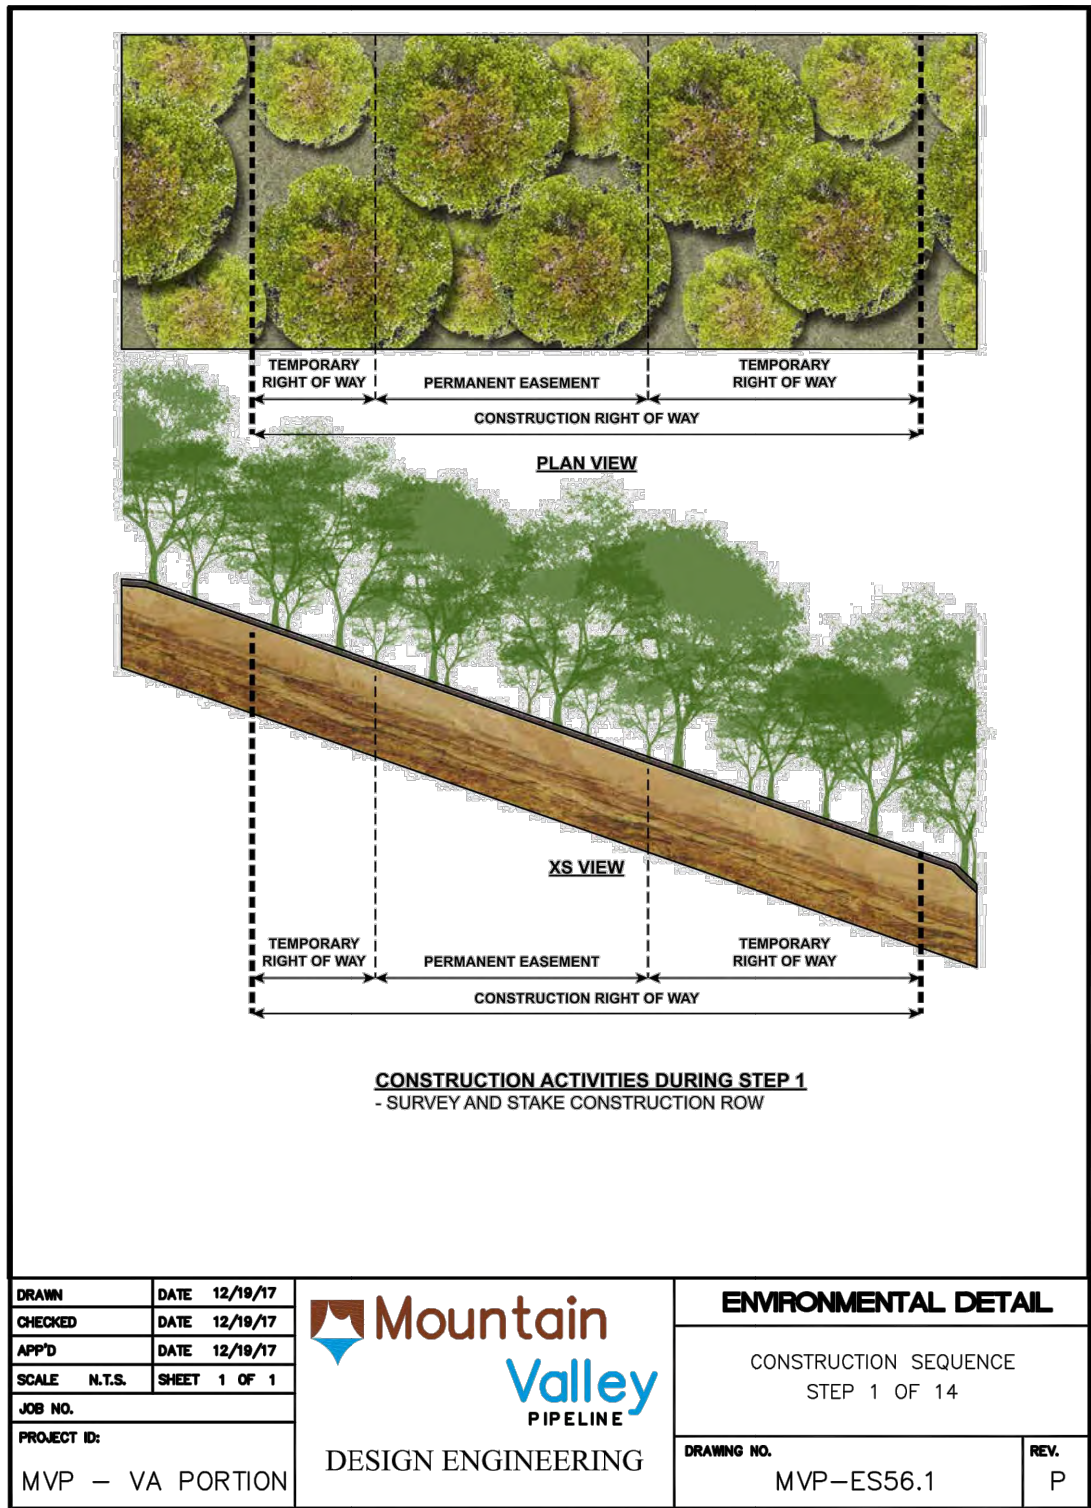 TEMPORARY
RIGHT OF WAY
PERMANENT EASEMENT
TEMPORARY
RIGHT OF WAY
CONSTRUCTION RIGHT OF WAY
PLAN VIEW
XS VIEW
TEMPORARY
RIGHT OF WAY
PERMANENT EASEMENT
TEMPORARY
RIGHT OF WAY
CONSTRUCTION RIGHT OF WAY
CONSTRUCTION ACTIVITIES DURING STEP 1
- SURVEY AND STAKE CONSTRUCTION ROW
DRAWN DATE 12/19/17
CHECKED DATE 12/19/17
APP'D DATE 12/19/17
SCALE N.T.S. SHEET 1 OF 1
JOB NO.
PROJECT ID:
MVP - VA PORTION
Mountain
Valley
PIPELINE
DESIGN ENGINEERING
ENVIRONMENTAL DETAIL
CONSTRUCTION SEQUENCE
STEP 1 OF 14
DRAWING NO.
MVP-ES56.1
REV.
P